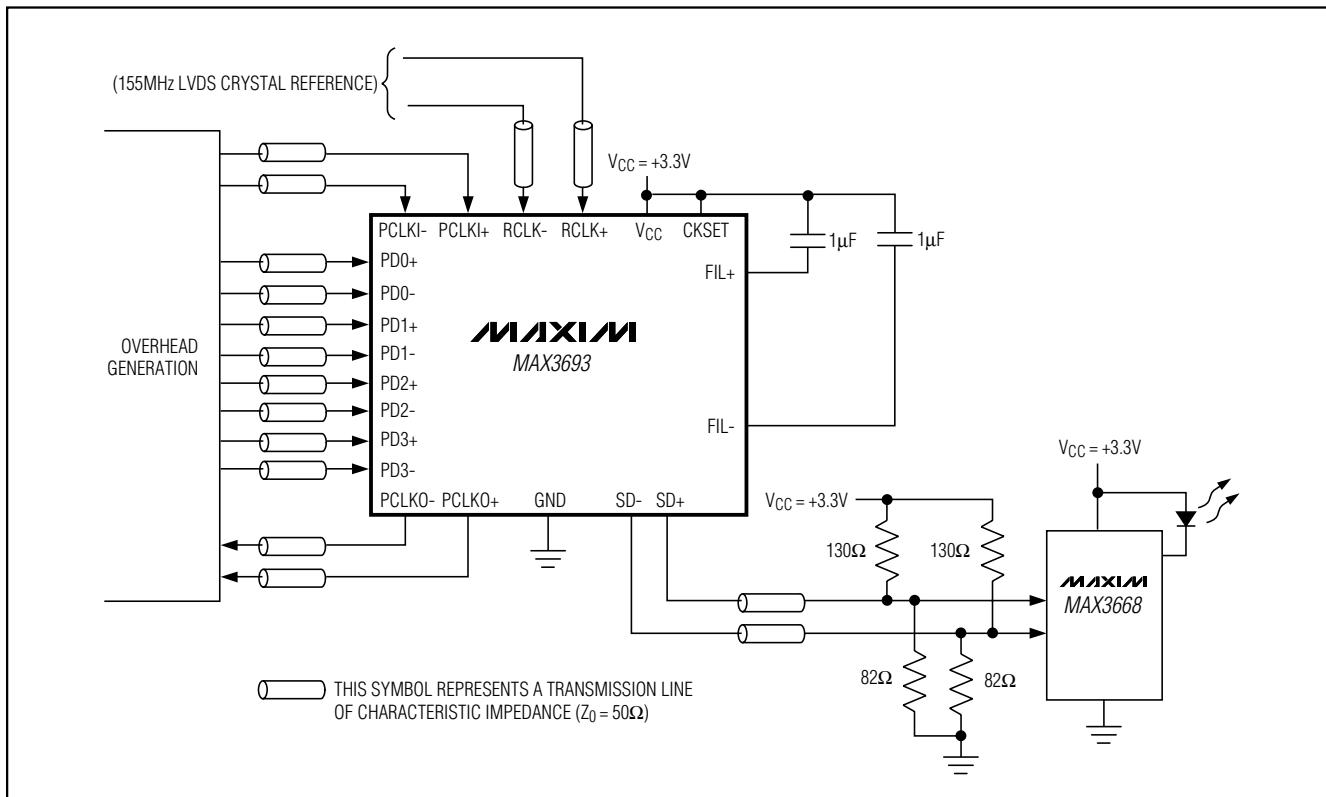 (155MHz LVDS CRYSTAL REFERENCE)
VCC = +3.3V
PCLKI- PCLKI+ RCLK- RCLK+ VCC CKSET
1µF
1µF
PD0+
FIL+
PD0-
PD1+
MAXIM
OVERHEAD
GENERATION
PD1-
MAX3693
PD2+
PD2-
FIL-
PD3+
PD3-
VCC = +3.3V
PCLKO- PCLKO+ GND SD- SD+
VCC = +3.3V
130Ω
130Ω
MAXIM
MAX3668
82Ω
82Ω
THIS SYMBOL REPRESENTS A TRANSMISSION LINE
OF CHARACTERISTIC IMPEDANCE (Z0 = 50Ω)